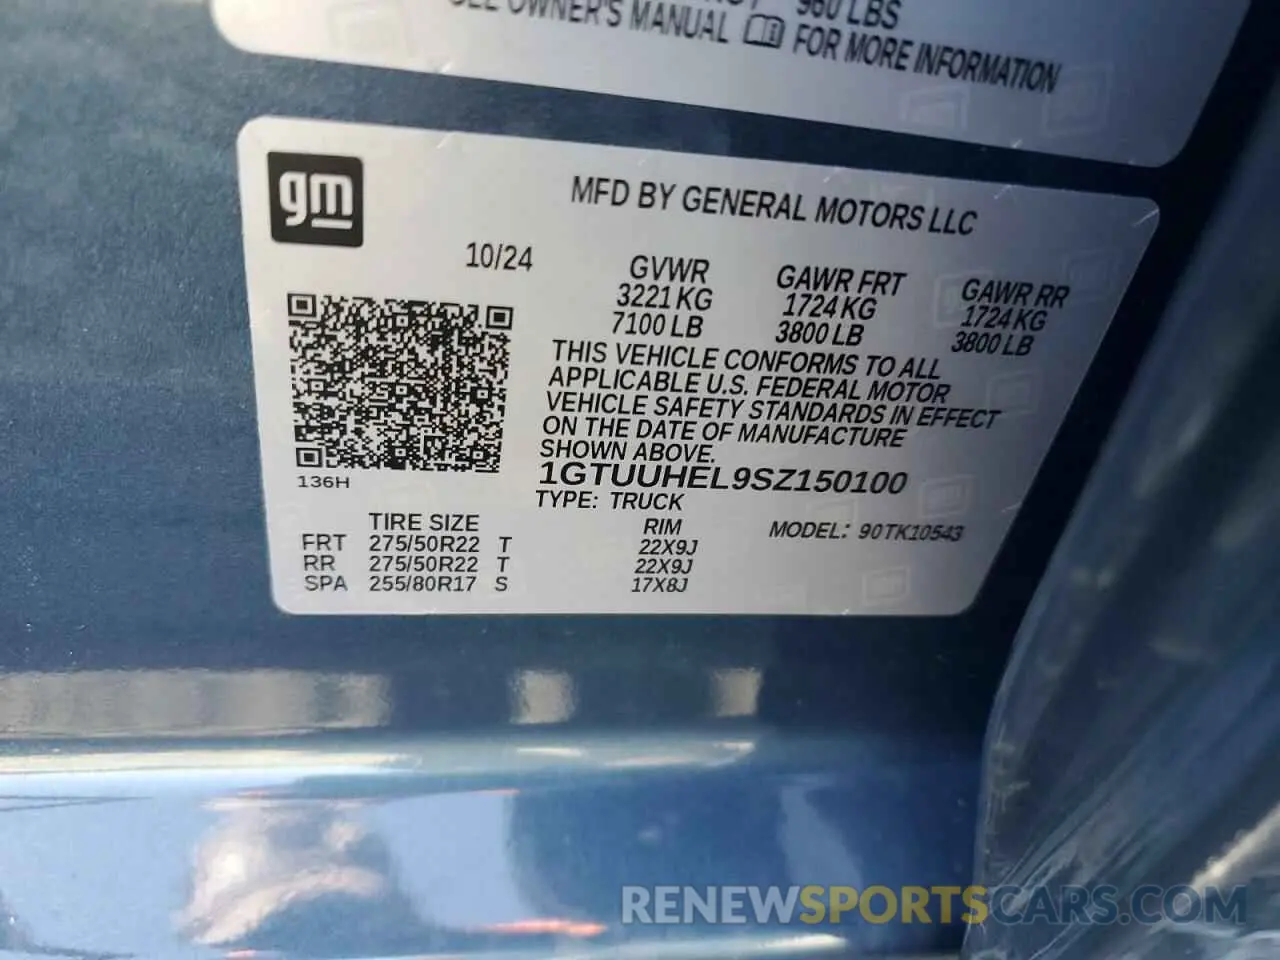 960 LBS
SEE OWNER'S MANUAL FOR MORE INFORMATION
gm
MFD BY GENERAL MOTORS LLC
10/24
GVWR GAWR FRT GAWR RR
3221 KG 1724 KG 1724 KG
7100 LB 3800 LB 3800 LB
THIS VEHICLE CONFORMS TO ALL
APPLICABLE U.S. FEDERAL MOTOR
VEHICLE SAFETY STANDARDS IN EFFECT
ON THE DATE OF MANUFACTURE
SHOWN ABOVE.
1GTUUHEL9SZ150100
136H
TYPE: TRUCK
TIRE SIZE RIM MODEL: 90TK10543
FRT 275/50R22 T 22X9J
RR 275/50R22 T 22X9J
SPA 255/80R17 S 17X8J
RENEWSPORTSCARS.COM